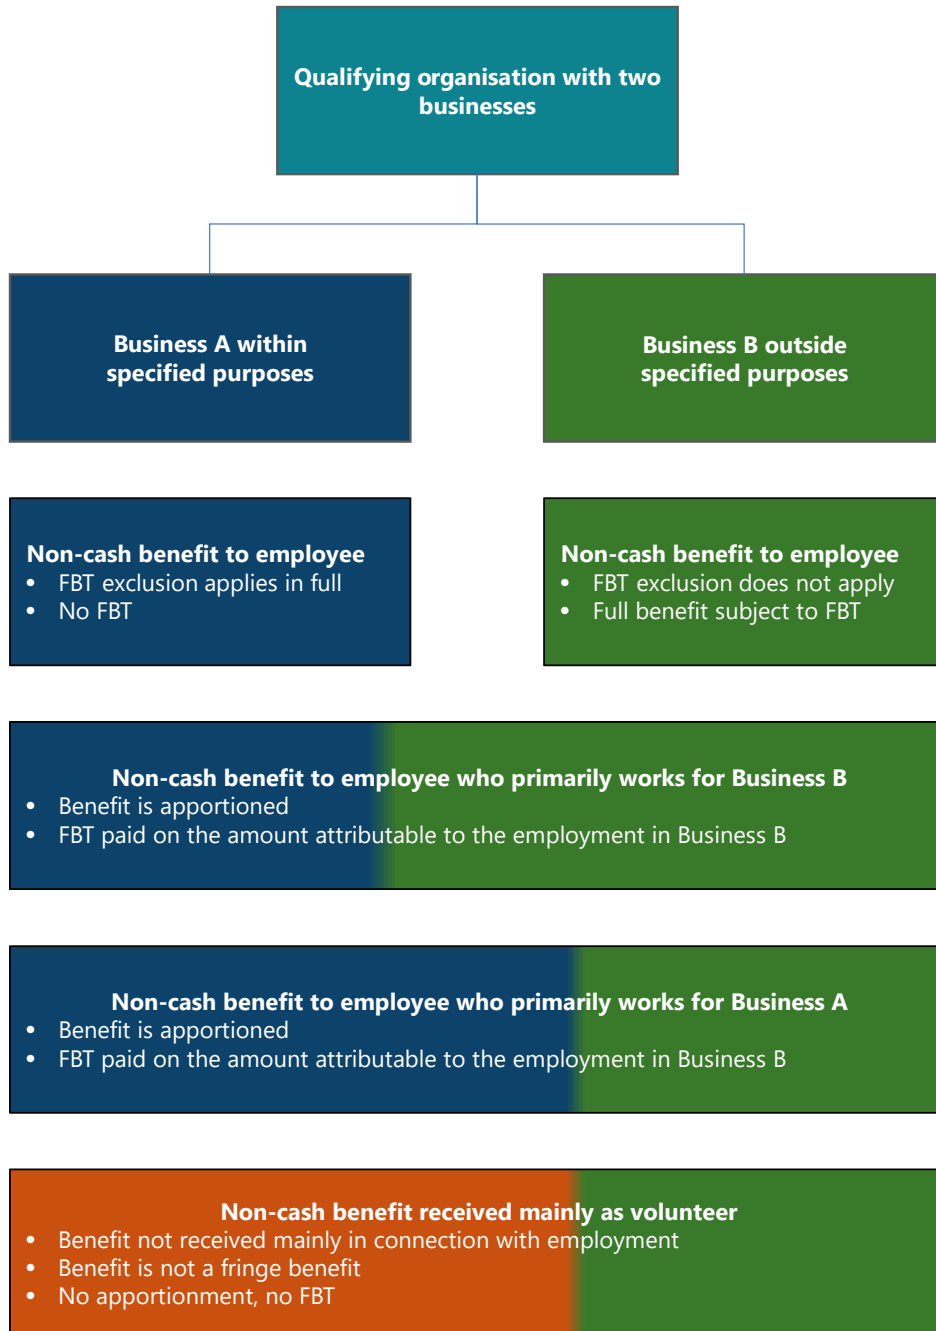 Qualifying organisation with two
businesses
Business A within
specified purposes
Business B outside
specified purposes
Non-cash benefit to employee
• FBT exclusion applies in full
• No FBT
Non-cash benefit to employee
• FBT exclusion does not apply
• Full benefit subject to FBT
Non-cash benefit to employee who primarily works for Business B
• Benefit is apportioned
• FBT paid on the amount attributable to the employment in Business B
Non-cash benefit to employee who primarily works for Business A
• Benefit is apportioned
• FBT paid on the amount attributable to the employment in Business B
Non-cash benefit received mainly as volunteer
• Benefit not received mainly in connection with employment
• Benefit is not a fringe benefit
• No apportionment, no FBT